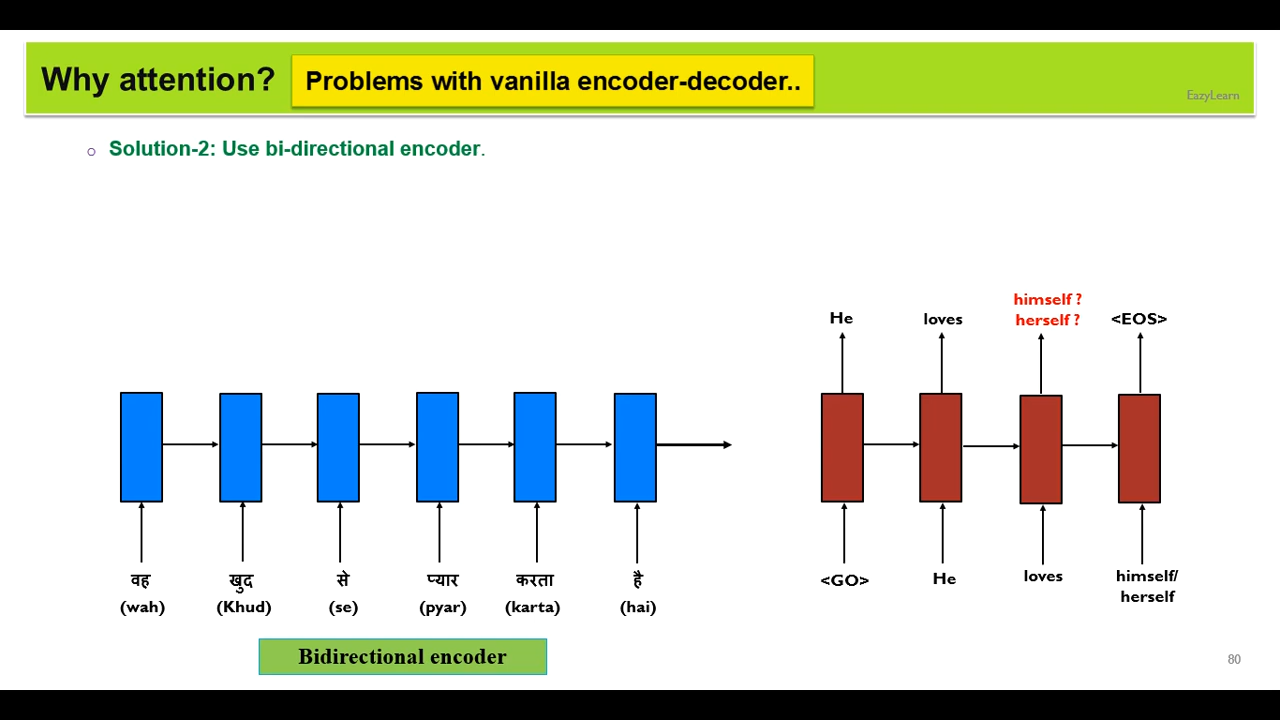 Why attention?
Problems with vanilla encoder-decoder..
EazyLearn
Solution-2: Use bi-directional encoder.
himself ?
He loves herself ? <EOS>
वह खुद से प्यार करता है
(wah) (Khud) (se) (pyar) (karta) (hai)
<GO> He loves himself/
herself
Bidirectional encoder
80